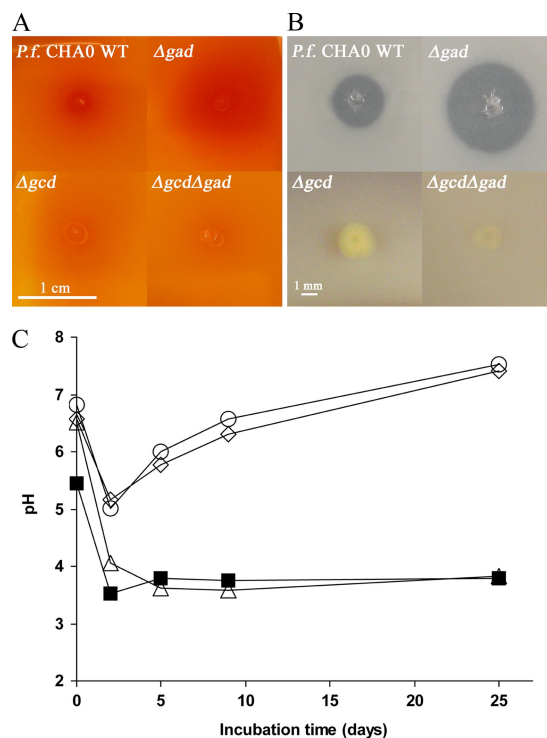 A
B
P.f. CHA0 WT
Δgad
P.f. CHA0 WT
Δgad
Δgcd
ΔgcdΔgad
Δgcd
ΔgcdΔgad
1 cm
1 mm
C
8
7
6
5
4
3
2
pH
0
5
10
15
20
25
Incubation time (days)